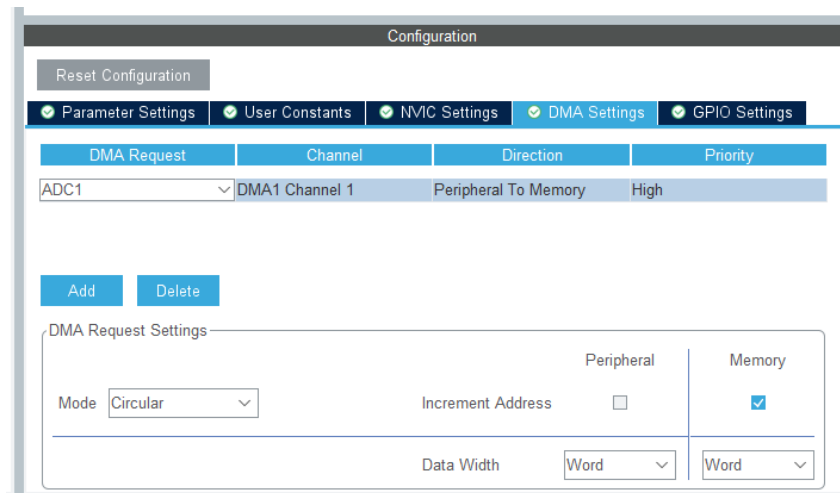 Configuration
Reset Configuration
Parameter Settings User Constants NVIC Settings DMA Settings GPIO Settings
DMA Request Channel Direction Priority
ADC1 DMA1 Channel 1 Peripheral To Memory High
Add Delete
DMA Request Settings
Peripheral Memory
Mode Circular Increment Address
Data Width Word Word